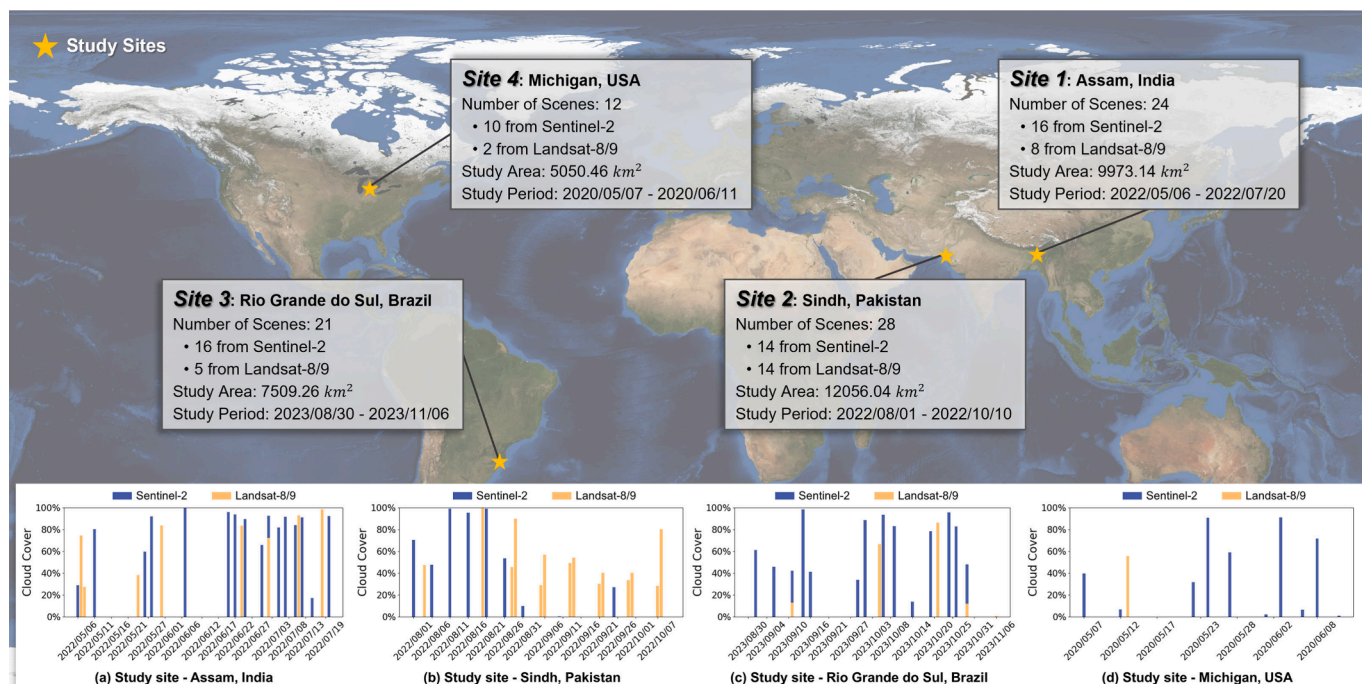 Study Sites
Site 4: Michigan, USA
Number of Scenes: 12
• 10 from Sentinel-2
• 2 from Landsat-8/9
Study Area: 5050.46 km²
Study Period: 2020/05/07 - 2020/06/11
Site 1: Assam, India
Number of Scenes: 24
• 16 from Sentinel-2
• 8 from Landsat-8/9
Study Area: 9973.14 km²
Study Period: 2022/05/06 - 2022/07/20
Site 3: Rio Grande do Sul, Brazil
Number of Scenes: 21
• 16 from Sentinel-2
• 5 from Landsat-8/9
Study Area: 7509.26 km²
Study Period: 2023/08/30 - 2023/11/06
Site 2: Sindh, Pakistan
Number of Scenes: 28
• 14 from Sentinel-2
• 14 from Landsat-8/9
Study Area: 12056.04 km²
Study Period: 2022/08/01 - 2022/10/10
Sentinel-2 Landsat-8/9
Cloud Cover
100%
80%
60%
40%
20%
0%
2022/05/06 2022/05/11 2022/05/16 2022/05/21 2022/05/27 2022/06/01 2022/06/06 2022/06/12 2022/06/17 2022/06/22 2022/06/27 2022/07/03 2022/07/08 2022/07/13 2022/07/19
(a) Study site - Assam, India
Sentinel-2 Landsat-8/9
Cloud Cover
100%
80%
60%
40%
20%
0%
2022/08/01 2022/08/06 2022/08/11 2022/08/16 2022/08/21 2022/08/26 2022/08/31 2022/09/06 2022/09/11 2022/09/16 2022/09/21 2022/09/26 2022/10/01 2022/10/07
(b) Study site - Sindh, Pakistan
Sentinel-2 Landsat-8/9
Cloud Cover
100%
80%
60%
40%
20%
0%
2023/08/30 2023/09/04 2023/09/10 2023/09/16 2023/09/21 2023/09/27 2023/10/03 2023/10/08 2023/10/14 2023/10/20 2023/10/25 2023/10/31 2023/11/06
(c) Study site - Rio Grande do Sul, Brazil
Sentinel-2 Landsat-8/9
Cloud Cover
100%
80%
60%
40%
20%
0%
2020/05/07 2020/05/12 2020/05/17 2020/05/23 2020/05/28 2020/06/02 2020/06/08
(d) Study site - Michigan, USA